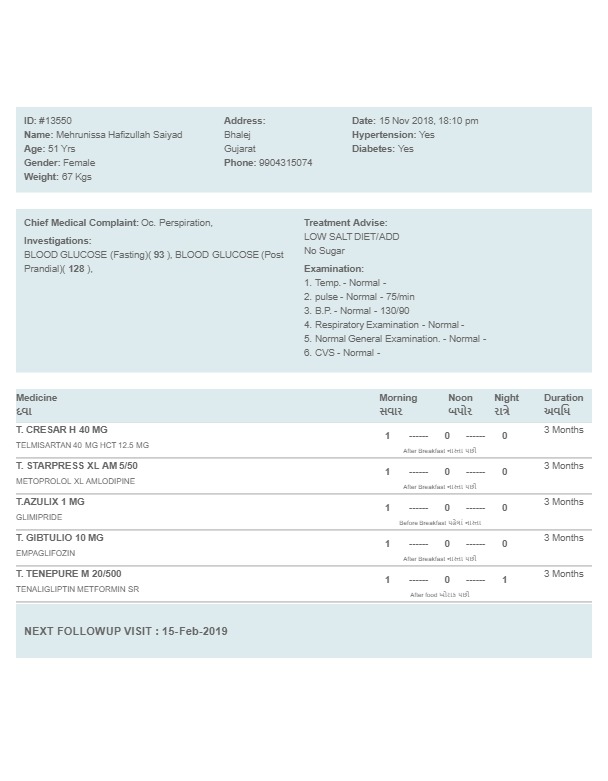 ID: #13550
Name: Mehrunissa Hafizullah Saiyad
Age: 51 Yrs
Gender: Female
Weight: 67 Kgs
Address:
Bhalej
Gujarat
Phone: 9904315074
Date: 15 Nov 2018, 18:10 pm
Hypertension: Yes
Diabetes: Yes
Chief Medical Complaint: Oc. Perspiration,
Investigations:
BLOOD GLUCOSE (Fasting)( 93 ), BLOOD GLUCOSE (Post
Prandial)( 128 ),
Treatment Advise:
LOW SALT DIET/ADD
No Sugar
Examination:
1. Temp. - Normal -
2. pulse - Normal - 75/min
3. B.P. - Normal - 130/90
4. Respiratory Examination - Normal -
5. Normal General Examination. - Normal -
6. CVS - Normal -
Medicine Morning Noon Night Duration
દવા સવાર બપોર રાત્રે અવધિ
T. CRESAR H 40 MG 3 Months
1 ------ 0 ------ 0
TELMISARTAN 40 MG HCT 12.5 MG
After Breakfast નાસ્તા પછી
T. STARPRESS XL AM 5/50 3 Months
1 ------ 0 ------ 0
METOPROLOL XL AMLODIPINE
After Breakfast નાસ્તા પછી
T.AZULIX 1 MG 3 Months
1 ------ 0 ------ 0
GLIMIPRIDE
Before Breakfast પહેલાં નાસ્તા
T. GIBTULIO 10 MG 3 Months
1 ------ 0 ------ 0
EMPAGLIFOZIN
After Breakfast નાસ્તા પછી
T. TENEPURE M 20/500 3 Months
1 ------ 0 ------ 1
TENALIGLIPTIN METFORMIN SR
After food ખોરાક પછી
NEXT FOLLOWUP VISIT : 15-Feb-2019